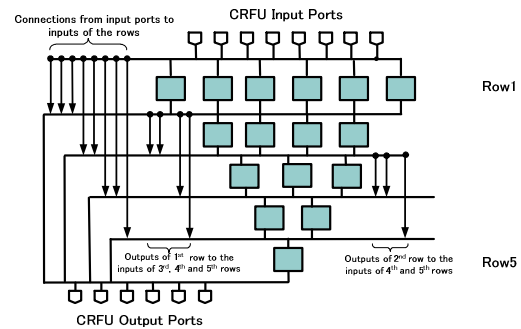 CRFU Input Ports
Connections from input ports to
inputs of the rows
Row1
Outputs of 1st row to the
inputs of 3rd, 4th and 5th rows
Outputs of 2nd row to the
inputs of 4th and 5th rows
Row5
CRFU Output Ports